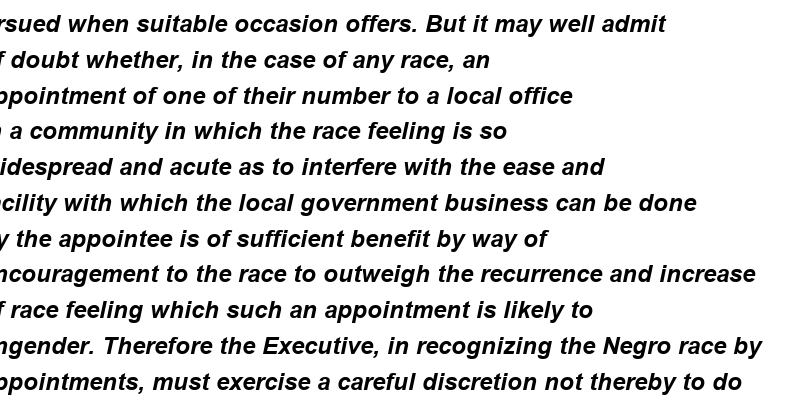 rsued when suitable occasion offers. But it may well admit
f doubt whether, in the case of any race, an
ppointment of one of their number to a local office
a community in which the race feeling is so
idespread and acute as to interfere with the ease and
cility with which the local government business can be done
y the appointee is of sufficient benefit by way of
ncouragement to the race to outweigh the recurrence and increase
f race feeling which such an appointment is likely to
ngender. Therefore the Executive, in recognizing the Negro race by
ppointments, must exercise a careful discretion not thereby to do